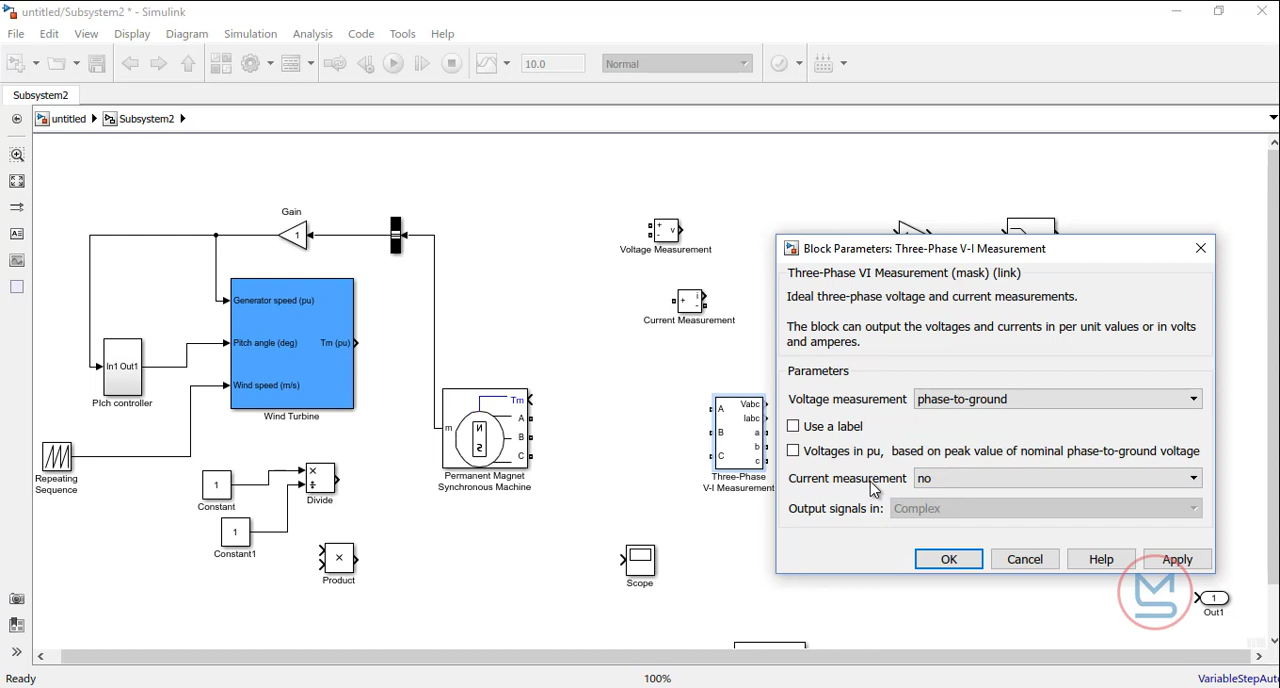 untitled/Subsystem2 * - Simulink
File Edit View Display Diagram Simulation Analysis Code Tools Help
10.0 Normal
Subsystem2
untitled Subsystem2
Gain
1
Generator speed (pu)
Pitch angle (deg) Tm (pu)
Wind speed (m/s)
Wind Turbine
In1 Out1
PIch controller
Repeating
Sequence
1
Constant
1
Constant1
×
÷
Divide
×
Product
Tm
m
A
B
C
N
S
Permanent Magnet
Synchronous Machine
+
-
v
Voltage Measurement
+
i
-
Current Measurement
A Vabc
Iabc
B a
b
C c
Three-Phase
V-I Measurement
Scope
1
Out1
Block Parameters: Three-Phase V-I Measurement
Three-Phase VI Measurement (mask) (link)
Ideal three-phase voltage and current measurements.
The block can output the voltages and currents in per unit values or in volts
and amperes.
Parameters
Voltage measurement phase-to-ground
Use a label
Voltages in pu, based on peak value of nominal phase-to-ground voltage
Current measurement no
Output signals in: Complex
OK Cancel Help Apply
MS
Ready 100% VariableStepAut